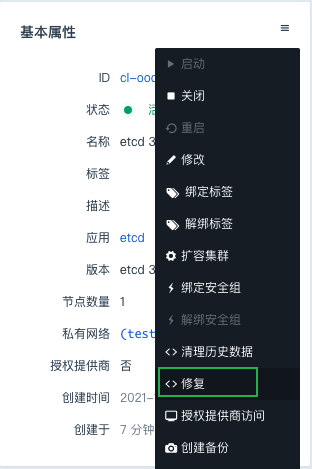 基本属性
ID cl-ooc
状态
名称 etcd 3
标签
描述
应用 etcd
版本 etcd 3
节点数量 1
私有网络 (test
授权提供商 否
创建时间 2021-
创建于 7 分钟
启动
关闭
重启
修改
绑定标签
解绑标签
扩容集群
绑定安全组
解绑安全组
清理历史数据
修复
授权提供商访问
创建备份